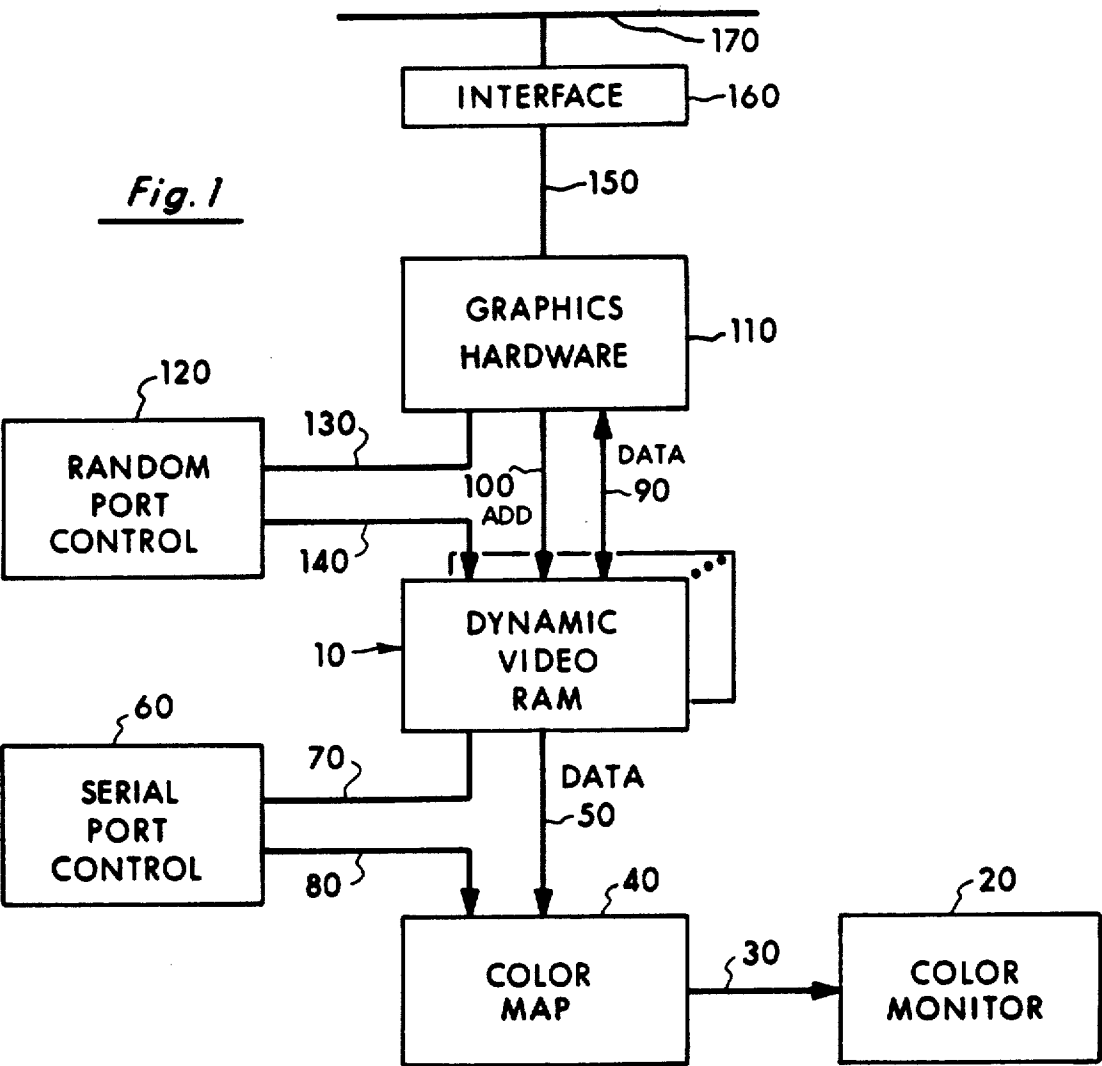 170
INTERFACE
160
Fig. 1
150
GRAPHICS
HARDWARE
110
120
RANDOM
PORT
CONTROL
130
140
100
ADD
DATA
90
DYNAMIC
VIDEO
RAM
10
60
SERIAL
PORT
CONTROL
70
80
DATA
50
40
COLOR
MAP
30
20
COLOR
MONITOR